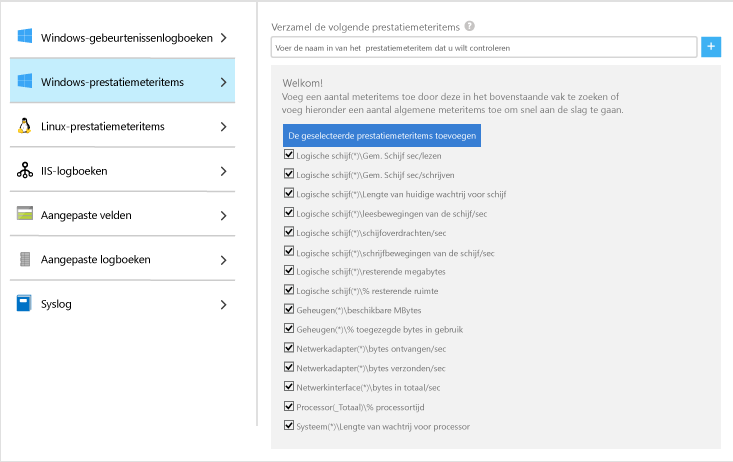 Windows-gebeurtenissenlogboeken
Windows-prestatiemeteritems
Linux-prestatiemeteritems
IIS-logboeken
Aangepaste velden
Aangepaste logboeken
Syslog
Verzamel de volgende prestatiemeteritems ?
Voer de naam in van het prestatiemeteritem dat u wilt controleren
+
Welkom!
Voeg een aantal meteritems toe door deze in het bovenstaande vak te zoeken of
voeg hieronder een aantal algemene meteritems toe om snel aan de slag te gaan.
De geselecteerde prestatiemeteritems toevoegen
Logische schijf(*)\Gem. Schijf sec/lezen
Logische schijf(*)\Gem. Schijf sec/schrijven
Logische schijf(*)\Lengte van huidige wachtrij voor schijf
Logische schijf(*)\leesbewegingen van de schijf/sec
Logische schijf(*)\schijfoverdrachten/sec
Logische schijf(*)\schrijfbewegingen van de schijf/sec
Logische schijf(*)\resterende megabytes
Logische schijf(*)\% resterende ruimte
Geheugen(*)\beschikbare MBytes
Geheugen(*)\% toegezegde bytes in gebruik
Netwerkadapter(*)\bytes ontvangen/sec
Netwerkadapter(*)\bytes verzonden/sec
Netwerkinterface(*)\bytes in totaal/sec
Processor(_Totaal)\% processortijd
Systeem(*)\Lengte van wachtrij voor processor